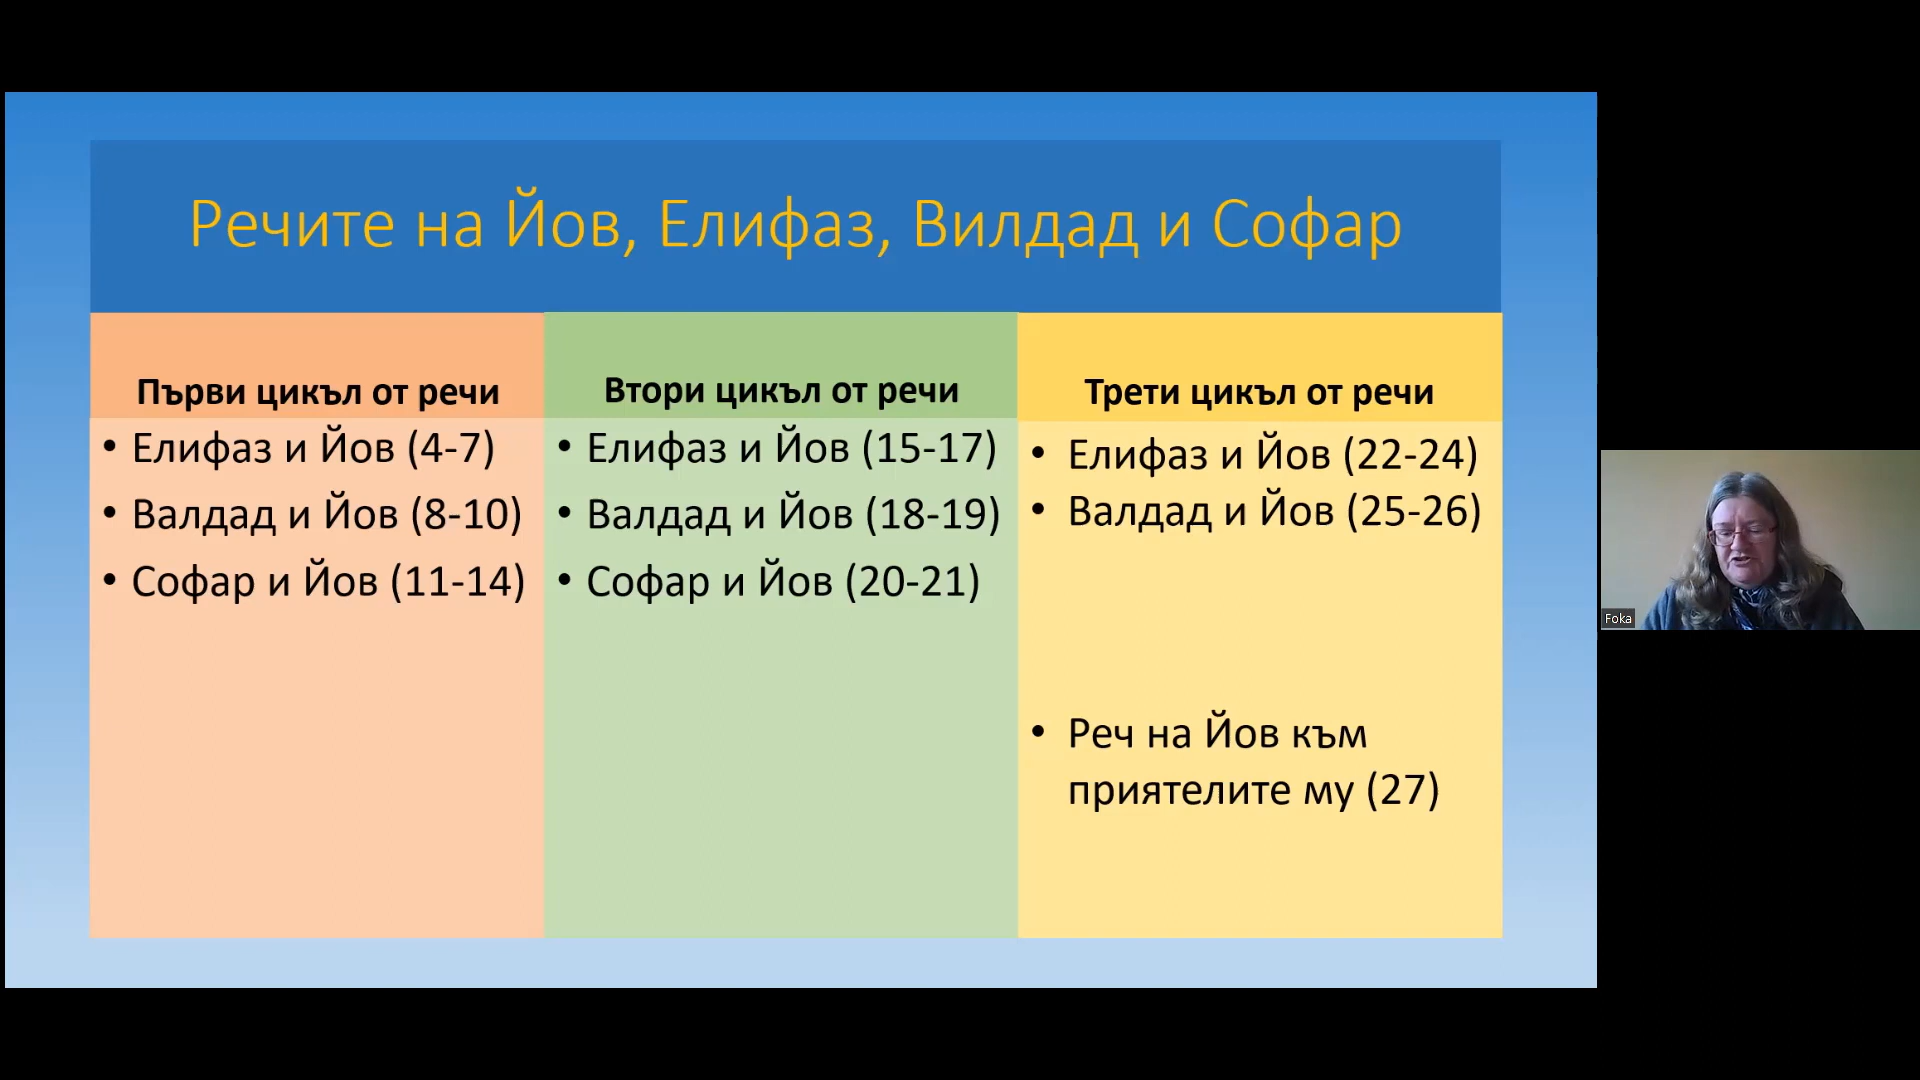 Речите на Йов, Елифаз, Вилдад и Софар
Първи цикъл от речи
• Елифаз и Йов (4-7)
• Валдад и Йов (8-10)
• Софар и Йов (11-14)
Втори цикъл от речи
• Елифаз и Йов (15-17)
• Валдад и Йов (18-19)
• Софар и Йов (20-21)
Трети цикъл от речи
• Елифаз и Йов (22-24)
• Валдад и Йов (25-26)
• Реч на Йов към
приятелите му (27)
Foka